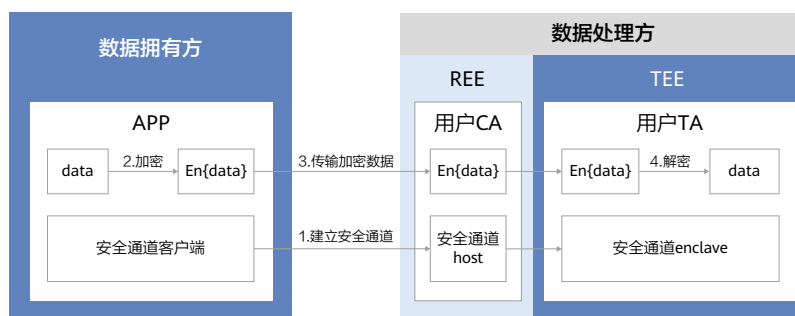 数据拥有方
数据处理方
REE
TEE
APP
用户CA
用户TA
data
2.加密
En{data}
3.传输加密数据
En{data}
En{data}
4.解密
data
安全通道客户端
1.建立安全通道
安全通道
host
安全通道enclave